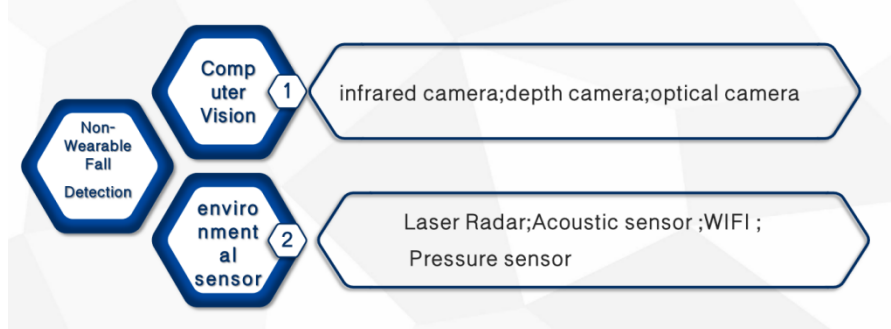 Non-
Wearable
Fall
Detection
Comp
uter
Vision
1
infrared camera;depth camera;optical camera
enviro
nment
al
sensor
2
Laser Radar;Acoustic sensor ;WIFI ;
Pressure sensor